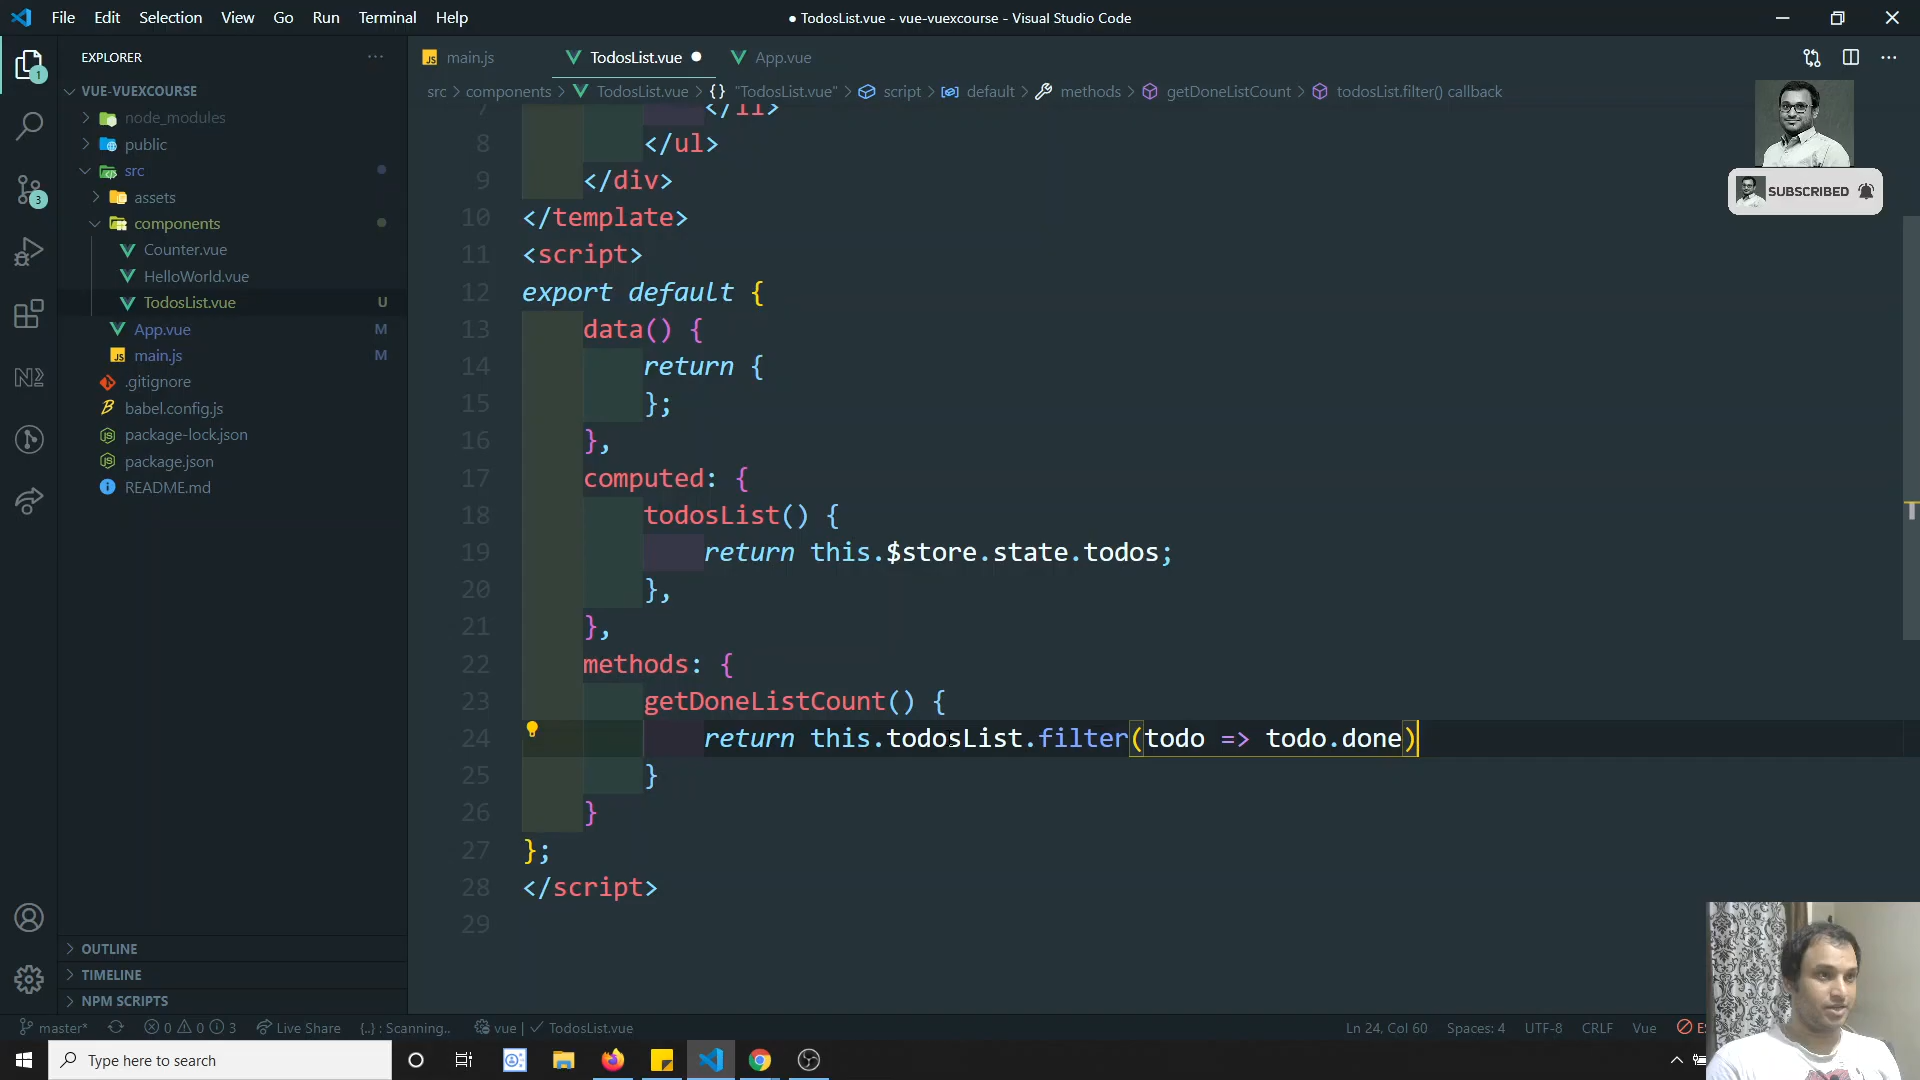 File Edit Selection View Go Run Terminal Help
● TodosList.vue - vue-vuexcourse - Visual Studio Code
EXPLORER
VUE-VUEXCOURSE
node_modules
public
src
assets
components
Counter.vue
HelloWorld.vue
TodosList.vue U
App.vue M
main.js M
.gitignore
babel.config.js
package-lock.json
package.json
README.md
OUTLINE
TIMELINE
NPM SCRIPTS
main.js TodosList.vue ● App.vue
src > components > TodosList.vue > {} "TodosList.vue" > script > default > methods > getDoneListCount > todosList.filter() callback
SUBSCRIBED
7 </li>
8 </ul>
9 </div>
10 </template>
11 <script>
12 export default {
13 data() {
14 return {
15 };
16 },
17 computed: {
18 todosList() {
19 return this.$store.state.todos;
20 },
21 },
22 methods: {
23 getDoneListCount() {
24 return this.todosList.filter(todo => todo.done)
25 }
26 }
27 };
28 </script>
29
1
3
master* 0 0 3 Live Share {..} : Scanning.. vue | ✓ TodosList.vue
Ln 24, Col 60 Spaces: 4 UTF-8 CRLF Vue
Type here to search